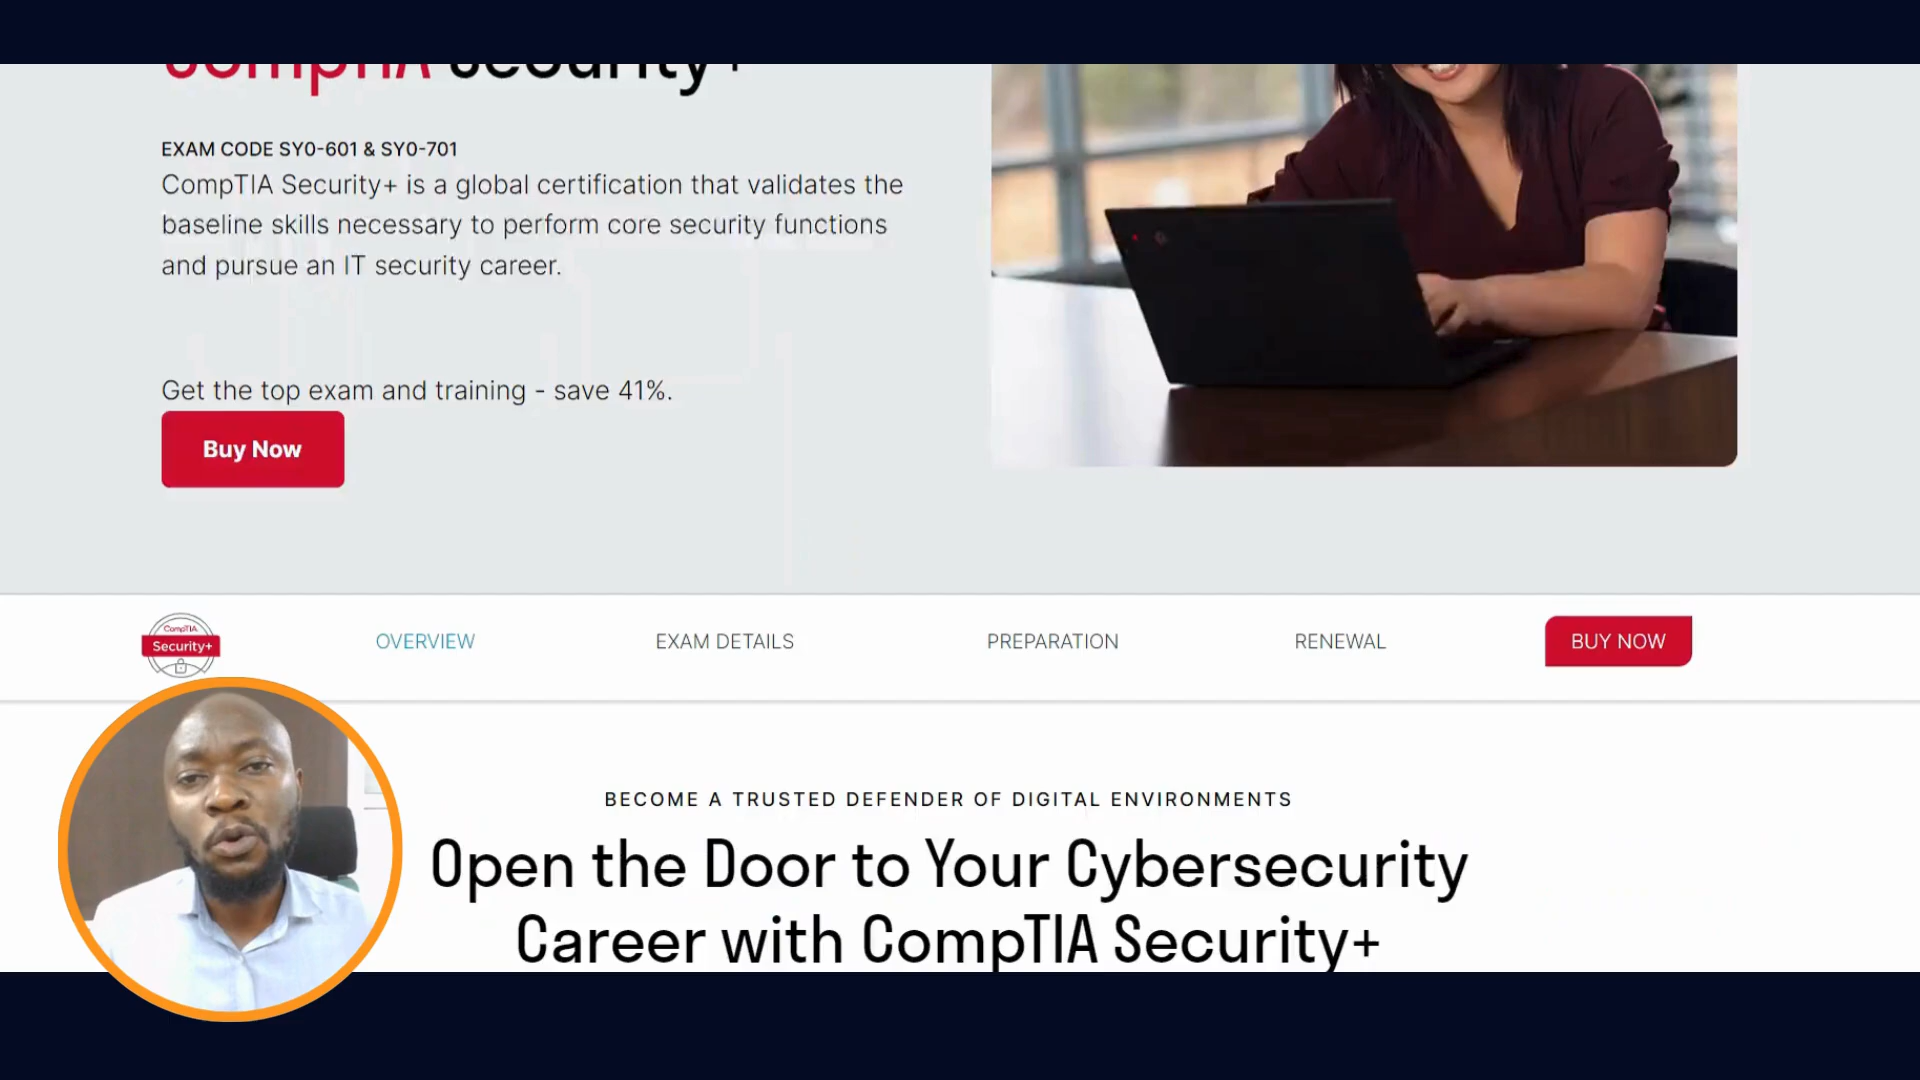 CompTIA Security+
EXAM CODE SY0-601 & SY0-701
CompTIA Security+ is a global certification that validates the
baseline skills necessary to perform core security functions
and pursue an IT security career.
Get the top exam and training - save 41%.
Buy Now
CompTIA
Security+
OVERVIEW
EXAM DETAILS
PREPARATION
RENEWAL
BUY NOW
BECOME A TRUSTED DEFENDER OF DIGITAL ENVIRONMENTS
Open the Door to Your Cybersecurity
Career with CompTIA Security+